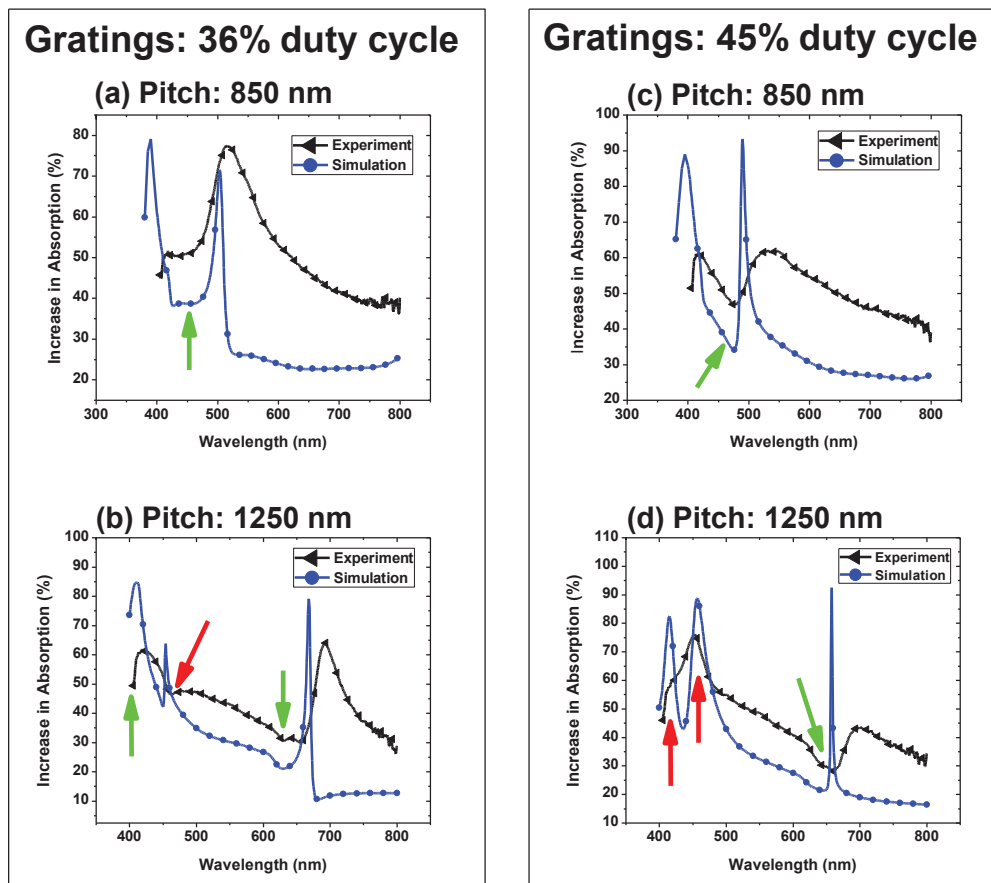 Gratings: 36% duty cycle
(a) Pitch: 850 nm
Increase in Absorption (%)
80
70
60
50
40
30
20
Experiment
Simulation
300 400 500 600 700 800
Wavelength (nm)
(b) Pitch: 1250 nm
Increase in Absorption (%)
100
90
80
70
60
50
40
30
20
10
Experiment
Simulation
400 500 600 700 800
Wavelength (nm)
Gratings: 45% duty cycle
(c) Pitch: 850 nm
Increase in Absorption (%)
100
90
80
70
60
50
40
30
20
Experiment
Simulation
300 400 500 600 700 800
Wavelength (nm)
(d) Pitch: 1250 nm
Increase in Absorption (%)
110
100
90
80
70
60
50
40
30
20
10
Experiment
Simulation
400 500 600 700 800
Wavelength (nm)